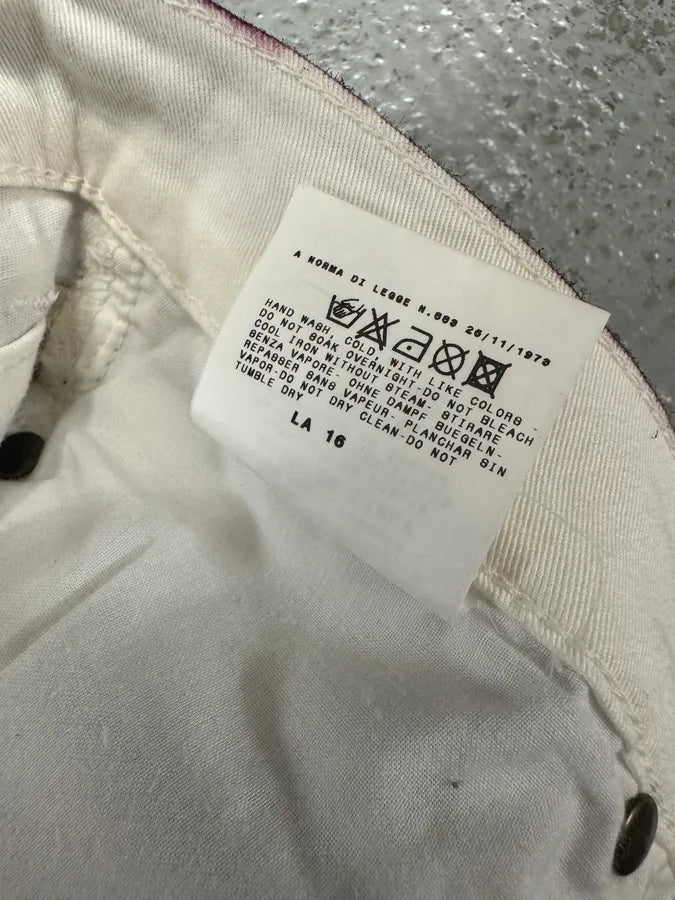 A NORMA DI LEGGE N.883 26/11/1973
HAND WASH, COLD, WITH LIKE COLORS -
DO NOT SOAK OVERNIGHT-DO NOT BLEACH
COOL IRON WITHOUT STEAM- STIRARE
SENZA VAPORE- OHNE DAMPF BUEGELN-
REPASSER SANS VAPEUR- PLANCHAR SIN
VAPOR-DO NOT DRY CLEAN-DO NOT
TUMBLE DRY
LA 16